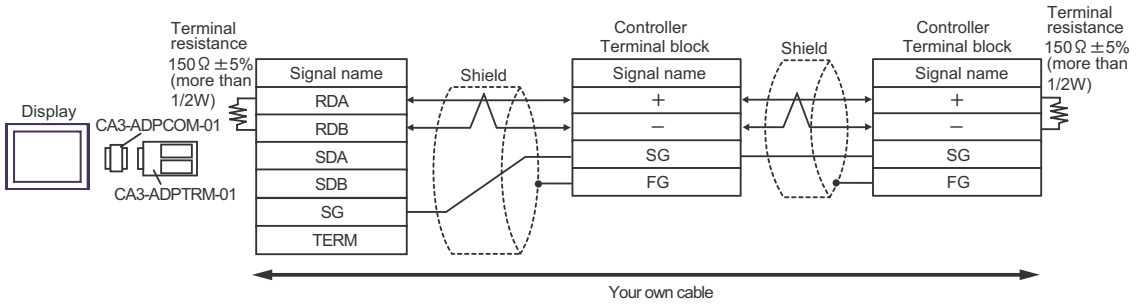 Display
CA3-ADPCOM-01
CA3-ADPTRM-01
Terminal
resistance
150 Ω ±5%
(more than
1/2W)
Signal name
RDA
RDB
SDA
SDB
SG
TERM
Shield
Controller
Terminal block
Signal name
+
−
SG
FG
Shield
Controller
Terminal block
Signal name
+
−
SG
FG
Terminal
resistance
150 Ω ±5%
(more than
1/2W)
Your own cable